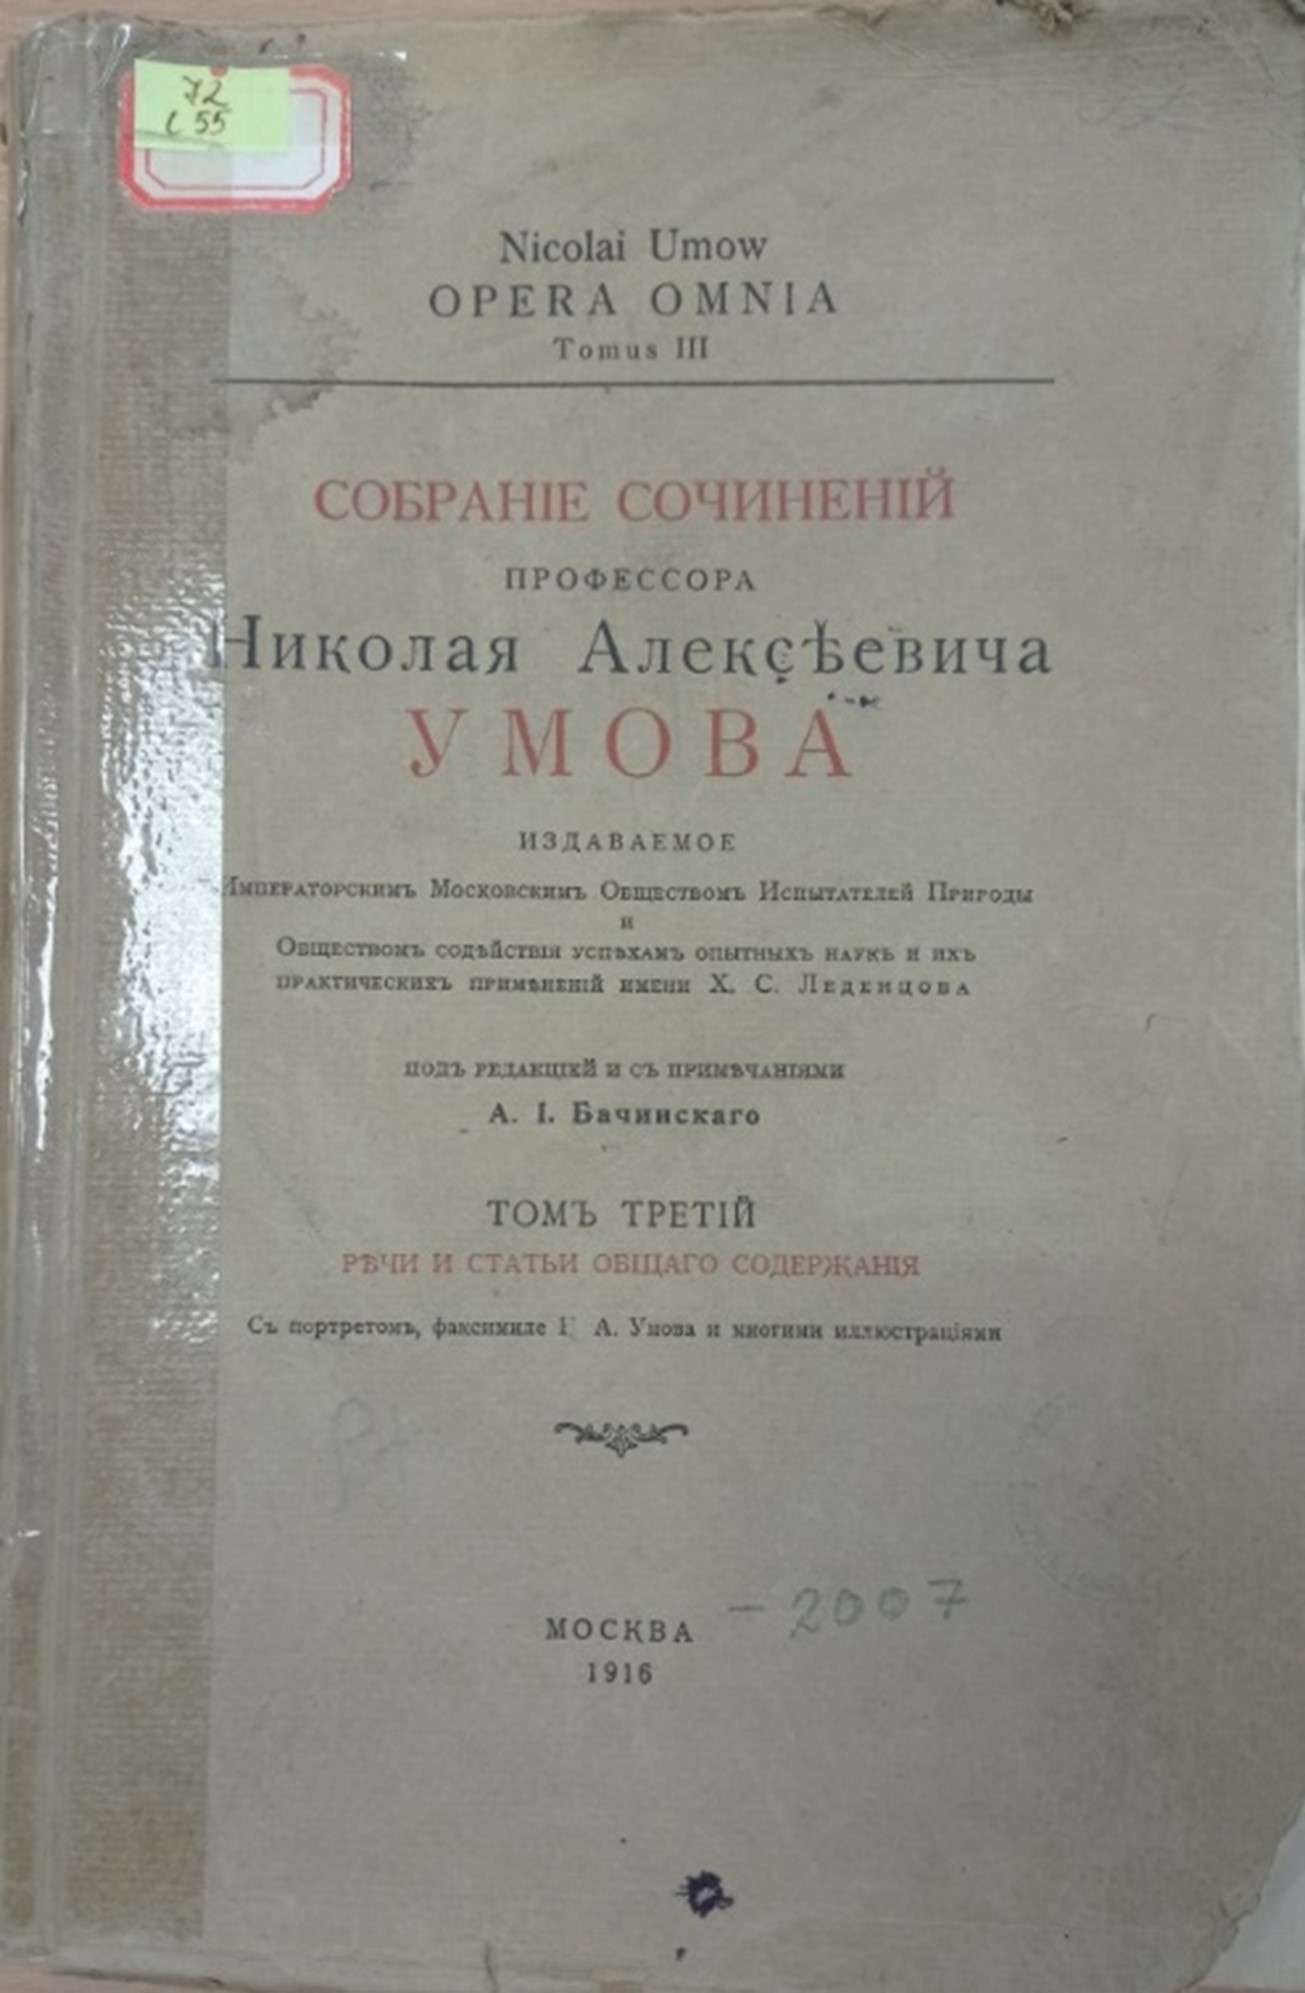 72
Nicolai Umow
OPERA OMNIA
Tomus III
СОБРАНІЕ СОЧИНЕНІЙ
ПРОФЕССОРА
Николая Алексѣевича
УМОВА
ИЗДАВАЕМОЕ
Императорскимъ Московскимъ Обществомъ Испытателей Природы
и
Обществомъ содѣйствія успѣхамъ опытныхъ наукъ и ихъ
практическихъ примѣненій имени Х. С. Леденцова
ПОДЪ РЕДАКЦІЕЙ И СЪ ПРИМѢЧАНІЯМИ
А. І. Бачинскаго
ТОМЪ ТРЕТІЙ
РѢЧИ И СТАТЬИ ОБЩАГО СОДЕРЖАНІЯ
Съ портретомъ, факсимиле А. Умова и многими иллюстраціями
МОСКВА – 2007
1916